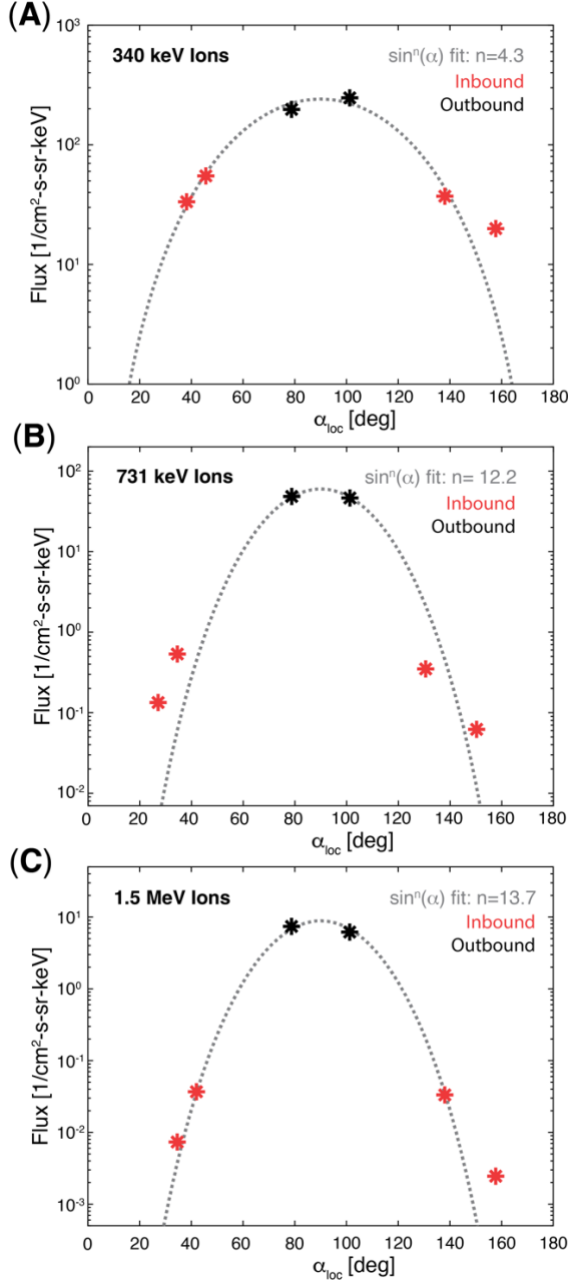 (A)
340 keV Ions
sinⁿ(α) fit: n=4.3
Inbound
Outbound
Flux [1/cm²-s-sr-keV]
10³
10²
10¹
10⁰
0 20 40 60 80 100 120 140 160 180
α_loc [deg]
(B)
731 keV Ions
sinⁿ(α) fit: n= 12.2
Inbound
Outbound
Flux [1/cm²-s-sr-keV]
10²
10¹
10⁰
10⁻¹
10⁻²
0 20 40 60 80 100 120 140 160 180
α_loc [deg]
(C)
1.5 MeV Ions
sinⁿ(α) fit: n=13.7
Inbound
Outbound
Flux [1/cm²-s-sr-keV]
10¹
10⁰
10⁻¹
10⁻²
10⁻³
0 20 40 60 80 100 120 140 160 180
α_loc [deg]